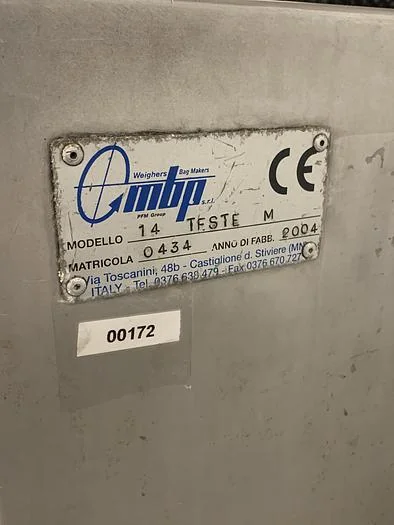 Weighers Bag Makers
mbp s.r.l.
PFM Group
CE
MODELLO 14 TESTE M
MATRICOLA 0434 ANNO DI FABB. 2004
Via Toscanini, 48b - Castiglione d. Stiviere (MN)
ITALY - Tel. 0376.630.479 - Fax 0376 670.727
00172